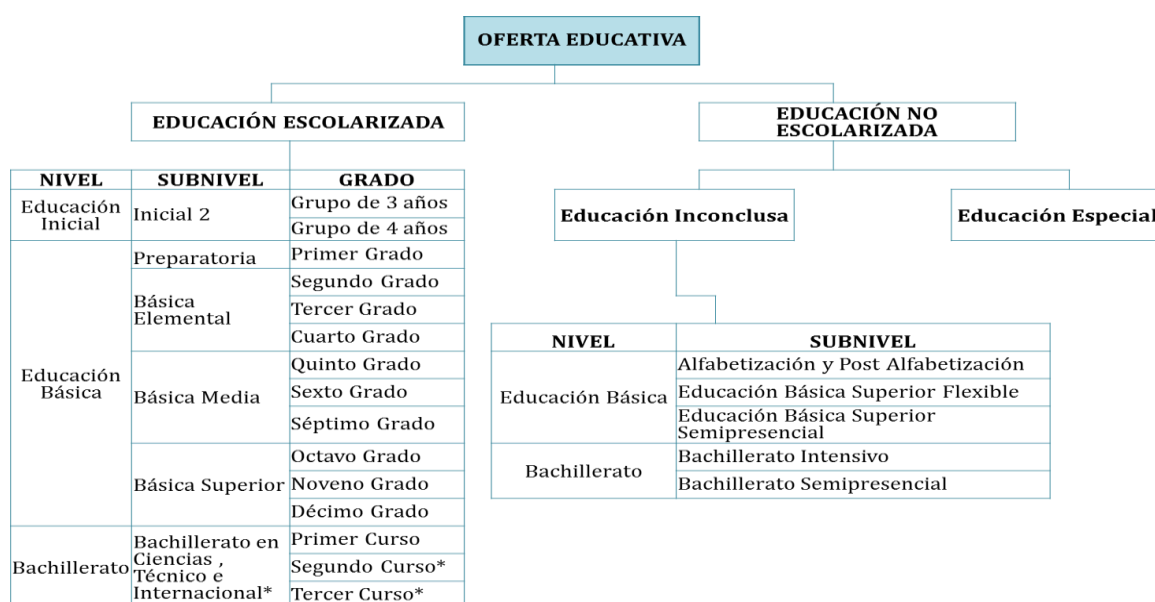 OFERTA EDUCATIVA
EDUCACIÓN ESCOLARIZADA
NIVEL SUBNIVEL GRADO
Educación
Inicial
Inicial 2
Grupo de 3 años
Grupo de 4 años
Educación
Básica
Preparatoria
Primer Grado
Básica
Elemental
Segundo Grado
Tercer Grado
Cuarto Grado
Básica Media
Quinto Grado
Sexto Grado
Séptimo Grado
Básica Superior
Octavo Grado
Noveno Grado
Décimo Grado
Bachillerato
Bachillerato en
Ciencias ,
Técnico e
Internacional*
Primer Curso
Segundo Curso*
Tercer Curso*
EDUCACIÓN NO
ESCOLARIZADA
Educación Inconclusa
Educación Especial
NIVEL SUBNIVEL
Educación Básica
Alfabetización y Post Alfabetización
Educación Básica Superior Flexible
Educación Básica Superior
Semipresencial
Bachillerato
Bachillerato Intensivo
Bachillerato Semipresencial